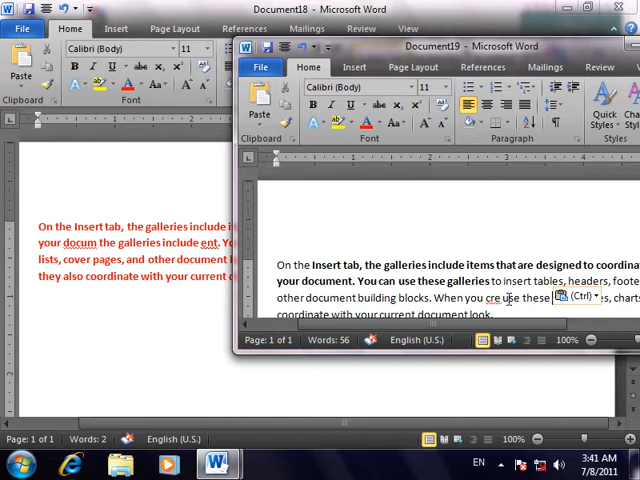 Document18 - Microsoft Word
File Home Insert Page Layout References Mailings Review View
Calibri (Body) 11
Paste
Clipboard Font
On the Insert tab, the galleries include i
your docum the galleries include ent. Yo
lists, cover pages, and other document
they also coordinate with your current
Page: 1 of 1 Words: 2 English (U.S.) 100%
Document19 - Microsoft Word
File Home Insert Page Layout References Mailings Review
Calibri (Body) 11
Paste
Quick Styles Change Styles
Clipboard Font Paragraph
On the Insert tab, the galleries include items that are designed to coordina
your document. You can use these galleries to insert tables, headers, foote
other document building blocks. When you cre use these (Ctrl) es, charts
coordinate with your current document look.
Page: 1 of 1 Words: 56 English (U.S.) 100%
EN 3:41 AM
7/8/2011